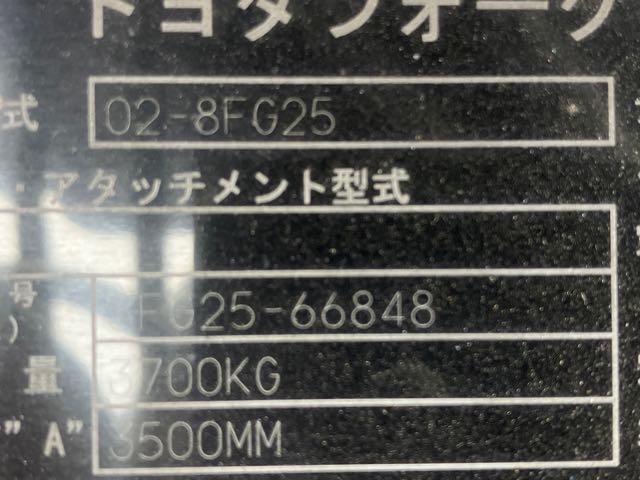 トヨタフォーク
式 02-8FG25
・アタッチメント型式
号 FG25-66848
)
量 3700KG
" A" 3500MM